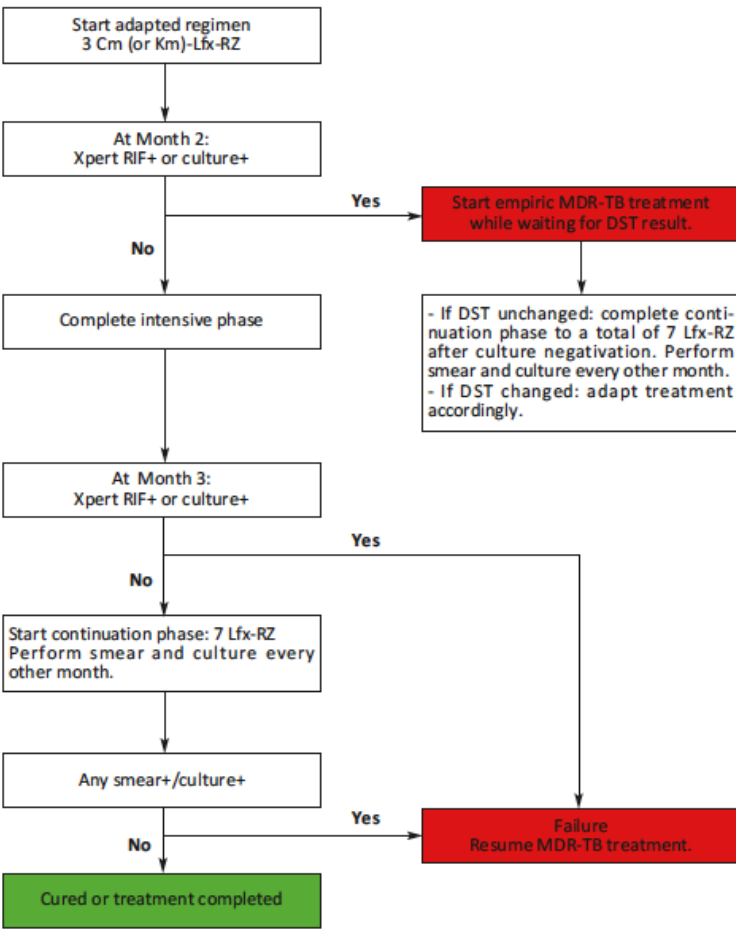 Start adapted regimen
3 Cm (or Km)-Lfx-RZ
At Month 2:
Xpert RIF+ or culture+
Yes
Start empiric MDR-TB treatment
while waiting for DST result.
No
Complete intensive phase
- If DST unchanged: complete conti-
nuation phase to a total of 7 Lfx-RZ
after culture negativation. Perform
smear and culture every other month.
- If DST changed: adapt treatment
accordingly.
At Month 3:
Xpert RIF+ or culture+
Yes
No
Start continuation phase: 7 Lfx-RZ
Perform smear and culture every
other month.
Any smear+/culture+
Yes
Failure
Resume MDR-TB treatment.
No
Cured or treatment completed